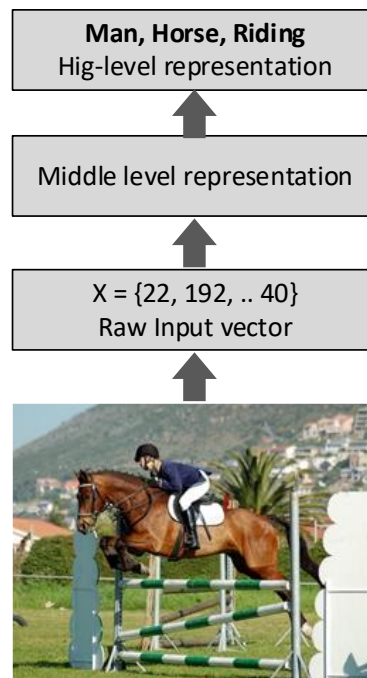 Man, Horse, Riding
Hig-level representation
Middle level representation
X = {22, 192, .. 40}
Raw Input vector